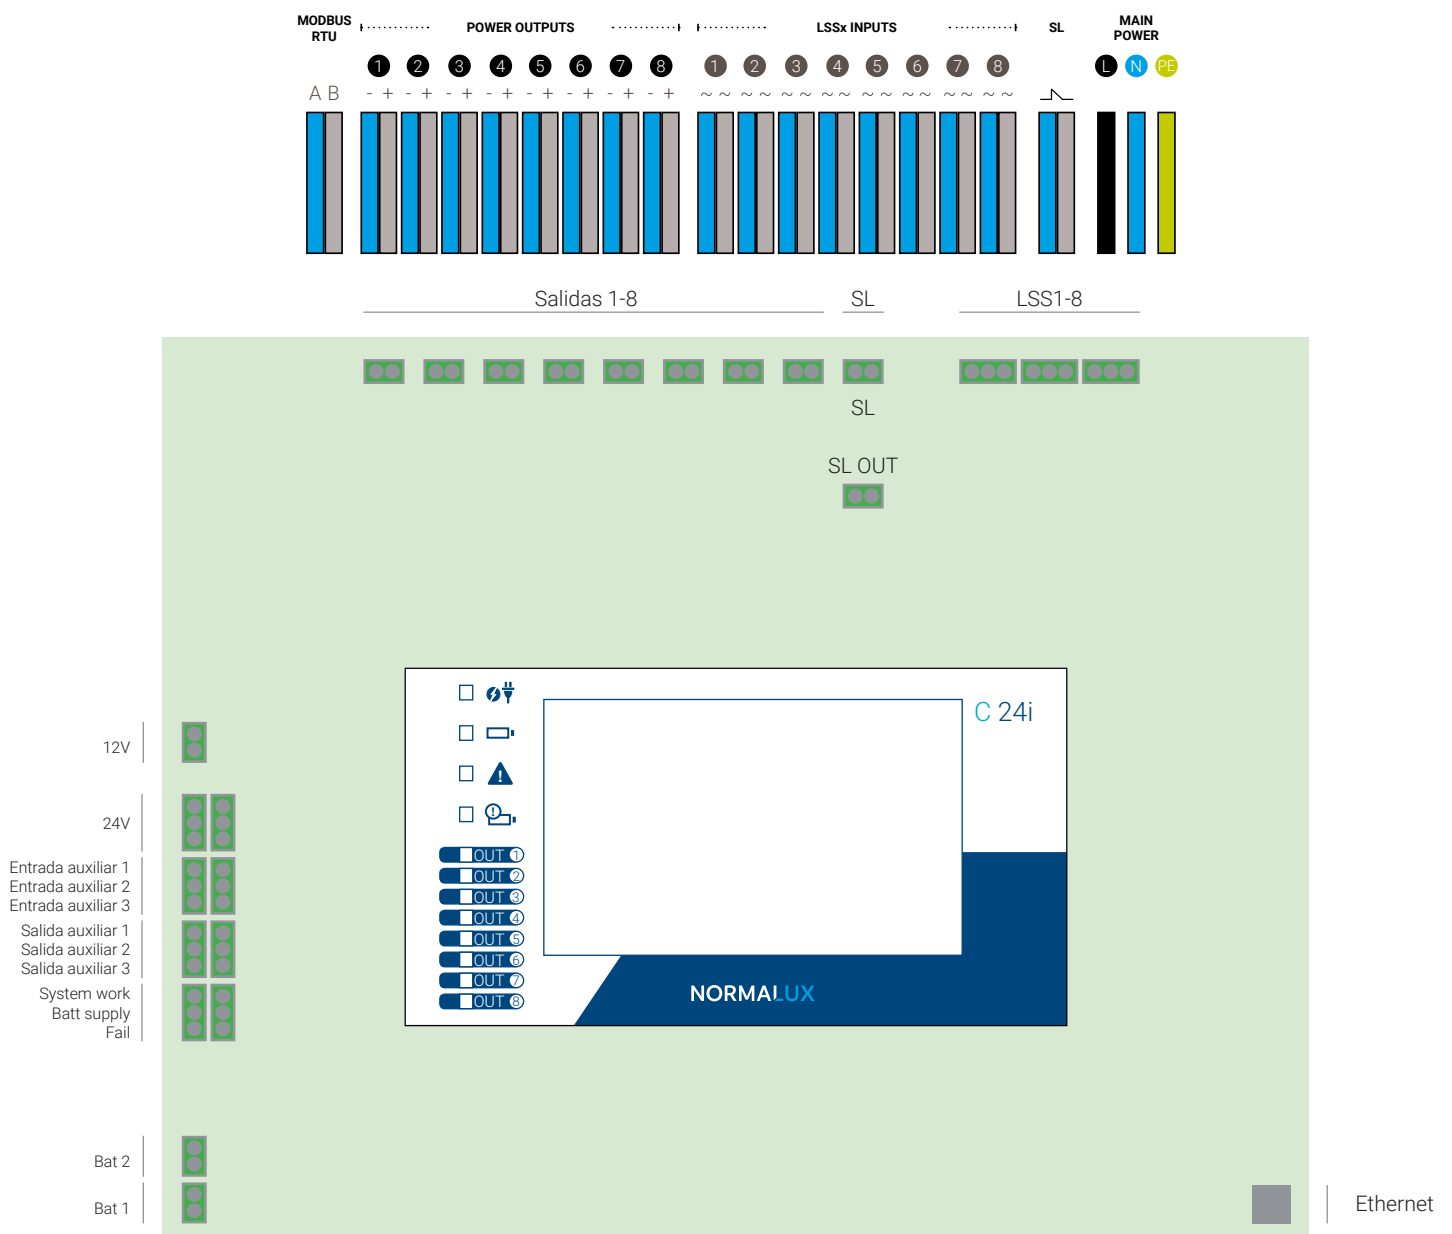 MODBUS RTU POWER OUTPUTS LSSx INPUTS SL MAIN POWER
1 2 3 4 5 6 7 8 1 2 3 4 5 6 7 8 L N PE
A B - + - + - + - + - + - + - + - + ~ ~ ~ ~ ~ ~ ~ ~ ~ ~ ~ ~ ~ ~ ~ ~
Salidas 1-8 SL LSS1-8
SL
SL OUT
C 24i
12V
24V
Entrada auxiliar 1
Entrada auxiliar 2
Entrada auxiliar 3
Salida auxiliar 1
Salida auxiliar 2
Salida auxiliar 3
System work
Batt supply
Fail
OUT 1
OUT 2
OUT 3
OUT 4
OUT 5
OUT 6
OUT 7
OUT 8
NORMALUX
Bat 2
Bat 1
Ethernet